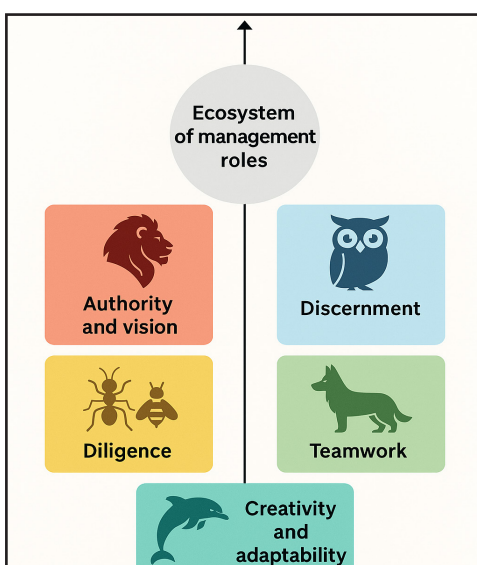 Ecosystem
of management
roles
Authority
and vision
Discernment
Diligence
Teamwork
Creativity
and
adaptability